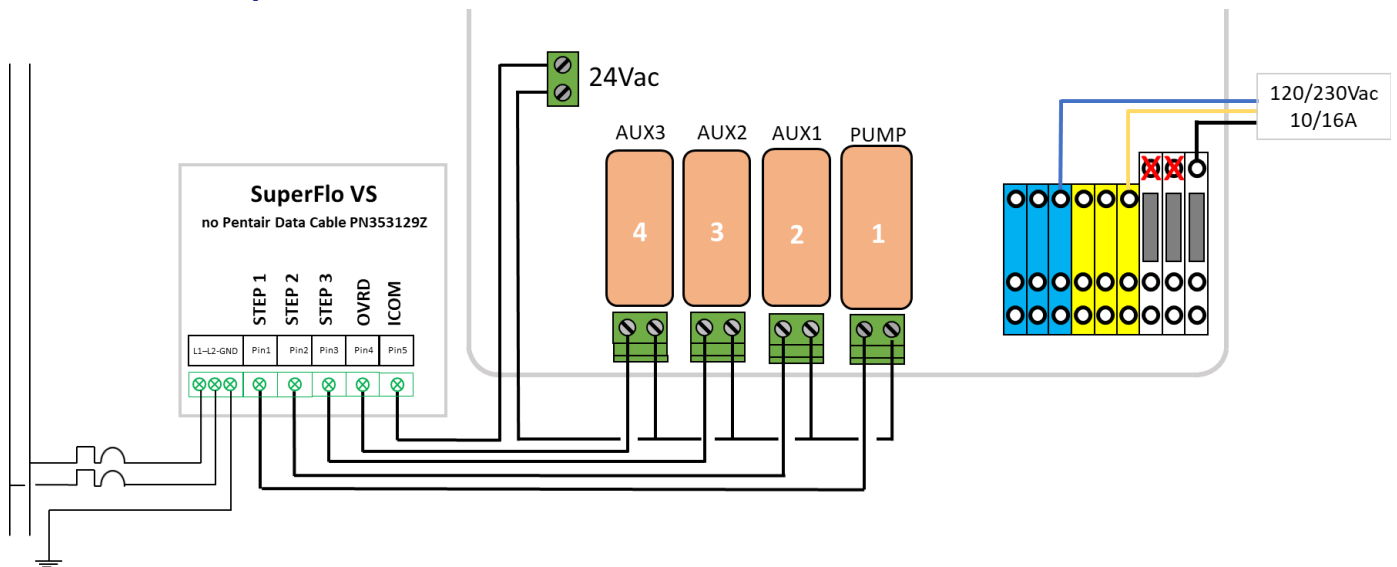 24Vac
120/230Vac
10/16A
AUX3 AUX2 AUX1 PUMP
4 3 2 1
SuperFlo VS
no Pentair Data Cable PN353129Z
STEP 1
STEP 2
STEP 3
OVRD
ICOM
L1–L2-GND Pin1 Pin2 Pin3 Pin4 Pin5